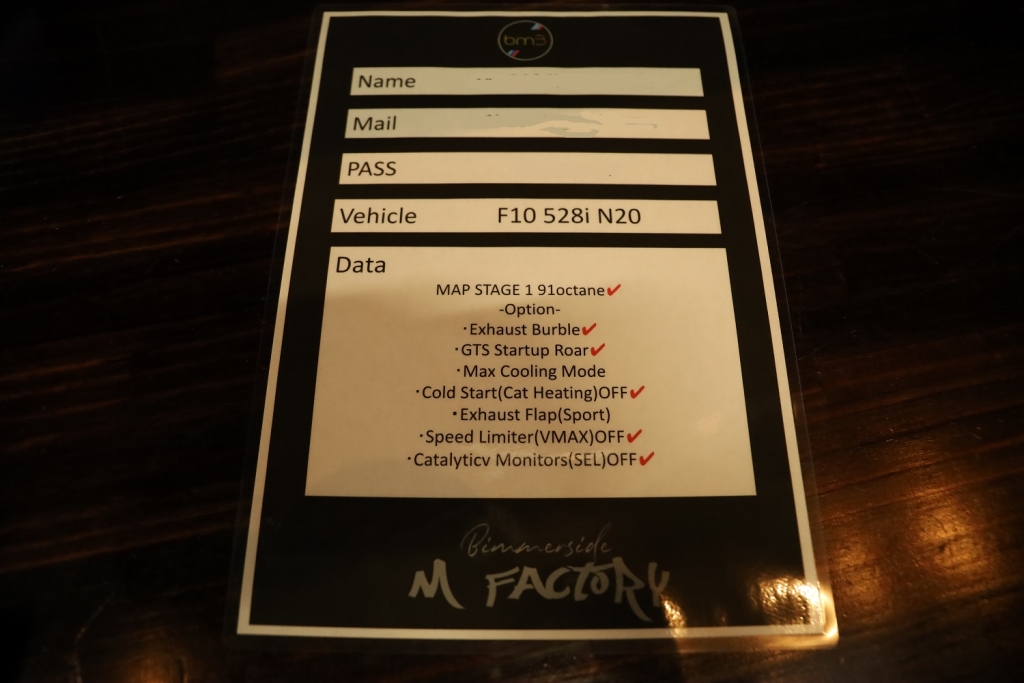 bm3
Name
Mail
PASS
Vehicle F10 528i N20
Data
MAP STAGE 1 91octane✔
-Option-
・Exhaust Burble✔
・GTS Startup Roar✔
・Max Cooling Mode
・Cold Start(Cat Heating)OFF✔
・Exhaust Flap(Sport)
・Speed Limiter(VMAX)OFF✔
・Catalyticv Monitors(SEL)OFF✔
Bimmerside
M FACTORY